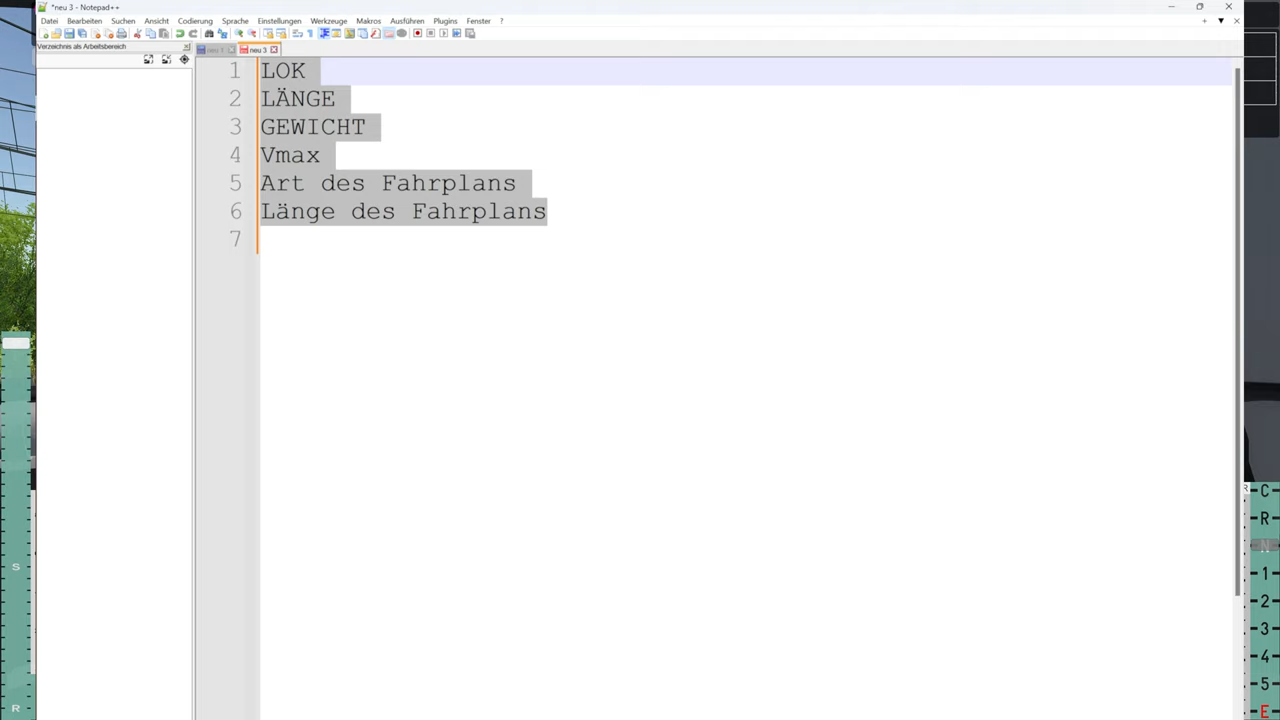 *neu 3 - Notepad++
Datei Bearbeiten Suchen Ansicht Codierung Sprache Einstellungen Werkzeuge Makros Ausführen Plugins Fenster ?
Verzeichnis als Arbeitsbereich
neu 1 neu 3
1 LOK
2 LÄNGE
3 GEWICHT
4 Vmax
5 Art des Fahrplans
6 Länge des Fahrplans
7
S
R
R
C
R
N
1
2
3
4
5
E